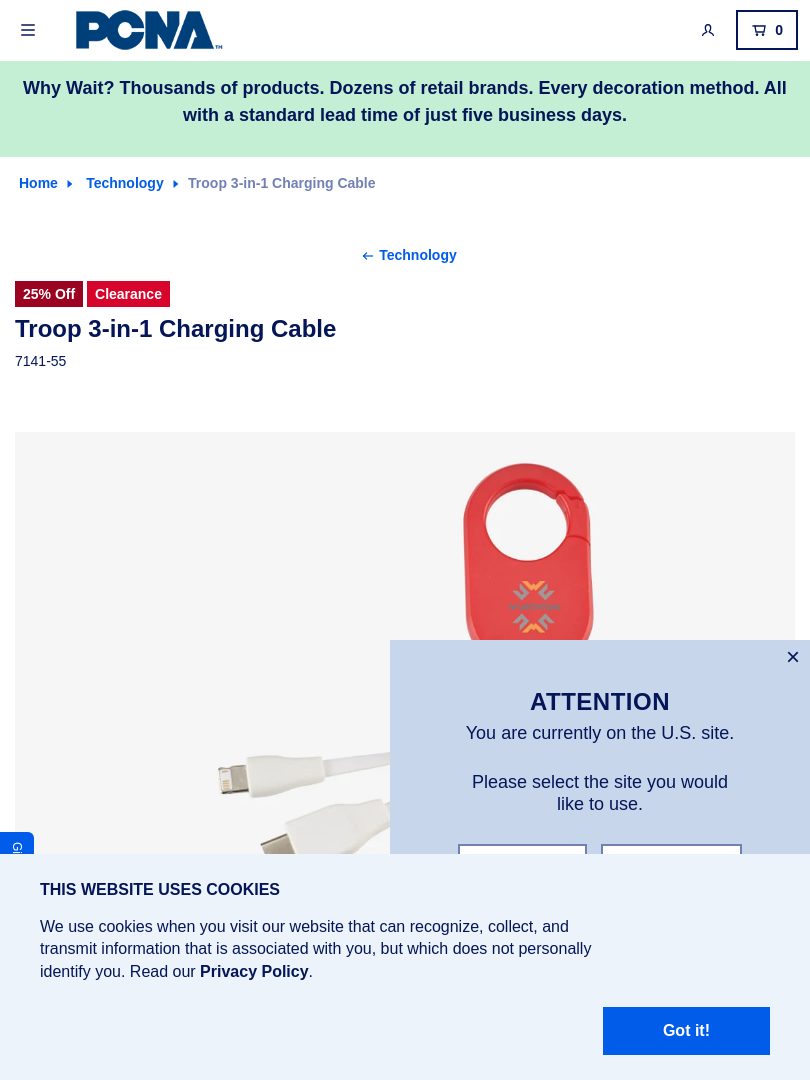 PCNA
0
Why Wait? Thousands of products. Dozens of retail brands. Every decoration method. All
with a standard lead time of just five business days.
Home Technology Troop 3-in-1 Charging Cable
Technology
25% Off Clearance
Troop 3-in-1 Charging Cable
7141-55
ATTENTION
You are currently on the U.S. site.
Please select the site you would
like to use.
THIS WEBSITE USES COOKIES
We use cookies when you visit our website that can recognize, collect, and
transmit information that is associated with you, but which does not personally
identify you. Read our Privacy Policy.
Got it!